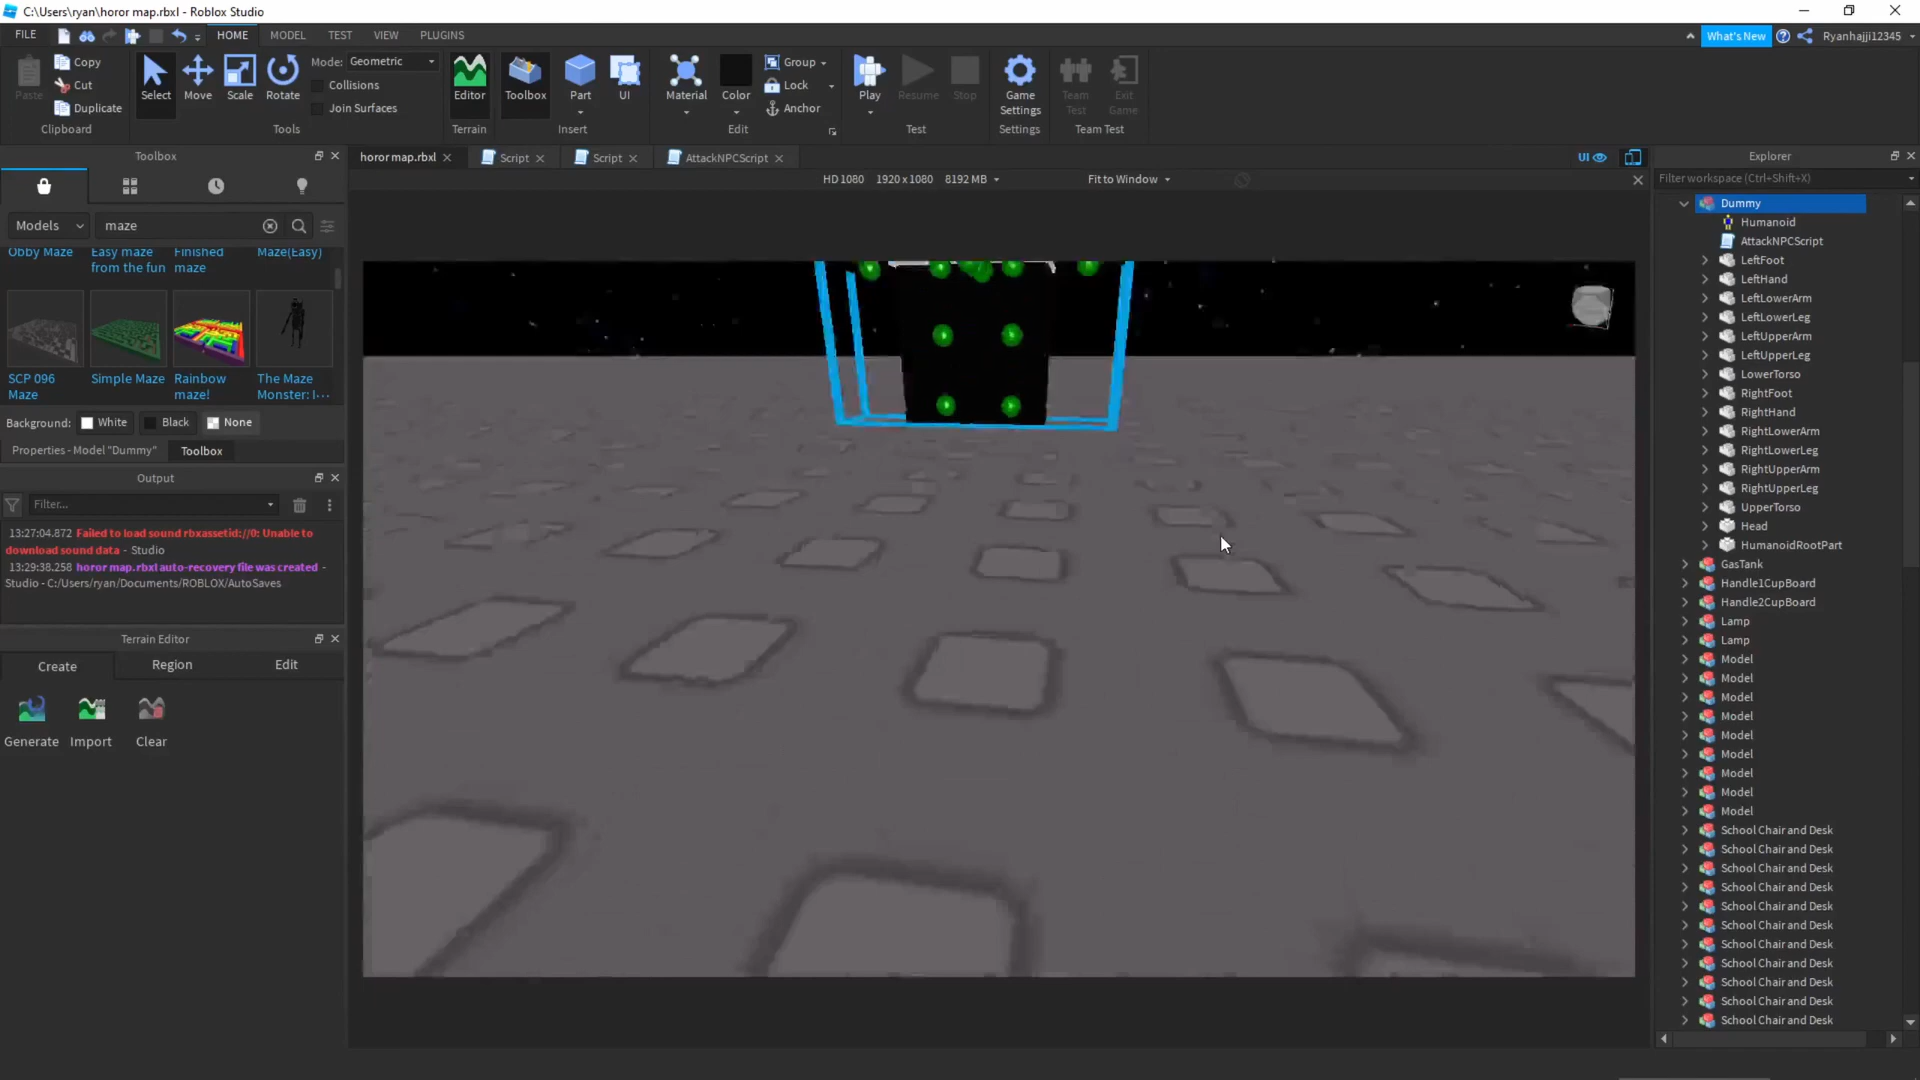 C:\Users\ryan\horor map.rbxl - Roblox Studio
FILE
HOME
MODEL
TEST
VIEW
PLUGINS
What's New
Ryanhajji12345
Paste
Copy
Cut
Duplicate
Clipboard
Select
Move
Scale
Rotate
Mode: Geometric
Collisions
Join Surfaces
Tools
Editor
Terrain
Toolbox
Part
UI
Insert
Material
Color
Group
Lock
Anchor
Edit
Play
Resume
Stop
Test
Game Settings
Settings
Team Test
Exit Game
Team Test
Toolbox
horor map.rbxl
Script
Script
AttackNPCScript
UI
Explorer
HD 1080 1920 x 1080 8192 MB
Fit to Window
Filter workspace (Ctrl+Shift+X)
Models
maze
Obby Maze
Easy maze from the fun
Finished maze
Maze(Easy)
SCP 096 Maze
Simple Maze
Rainbow maze!
The Maze Monster: I...
Background: White Black None
Properties - Model "Dummy"
Toolbox
Output
Filter...
13:27:04.872 Failed to load sound rbxassetid://0: Unable to
download sound data - Studio
13:29:38.258 horor map.rbxl auto-recovery file was created -
Studio - C:/Users/ryan/Documents/ROBLOX/AutoSaves
Terrain Editor
Create
Region
Edit
Generate
Import
Clear
Dummy
Humanoid
AttackNPCScript
LeftFoot
LeftHand
LeftLowerArm
LeftLowerLeg
LeftUpperArm
LeftUpperLeg
LowerTorso
RightFoot
RightHand
RightLowerArm
RightLowerLeg
RightUpperArm
RightUpperLeg
UpperTorso
Head
HumanoidRootPart
GasTank
Handle1CupBoard
Handle2CupBoard
Lamp
Lamp
Model
Model
Model
Model
Model
Model
Model
Model
Model
School Chair and Desk
School Chair and Desk
School Chair and Desk
School Chair and Desk
School Chair and Desk
School Chair and Desk
School Chair and Desk
School Chair and Desk
School Chair and Desk
School Chair and Desk
School Chair and Desk